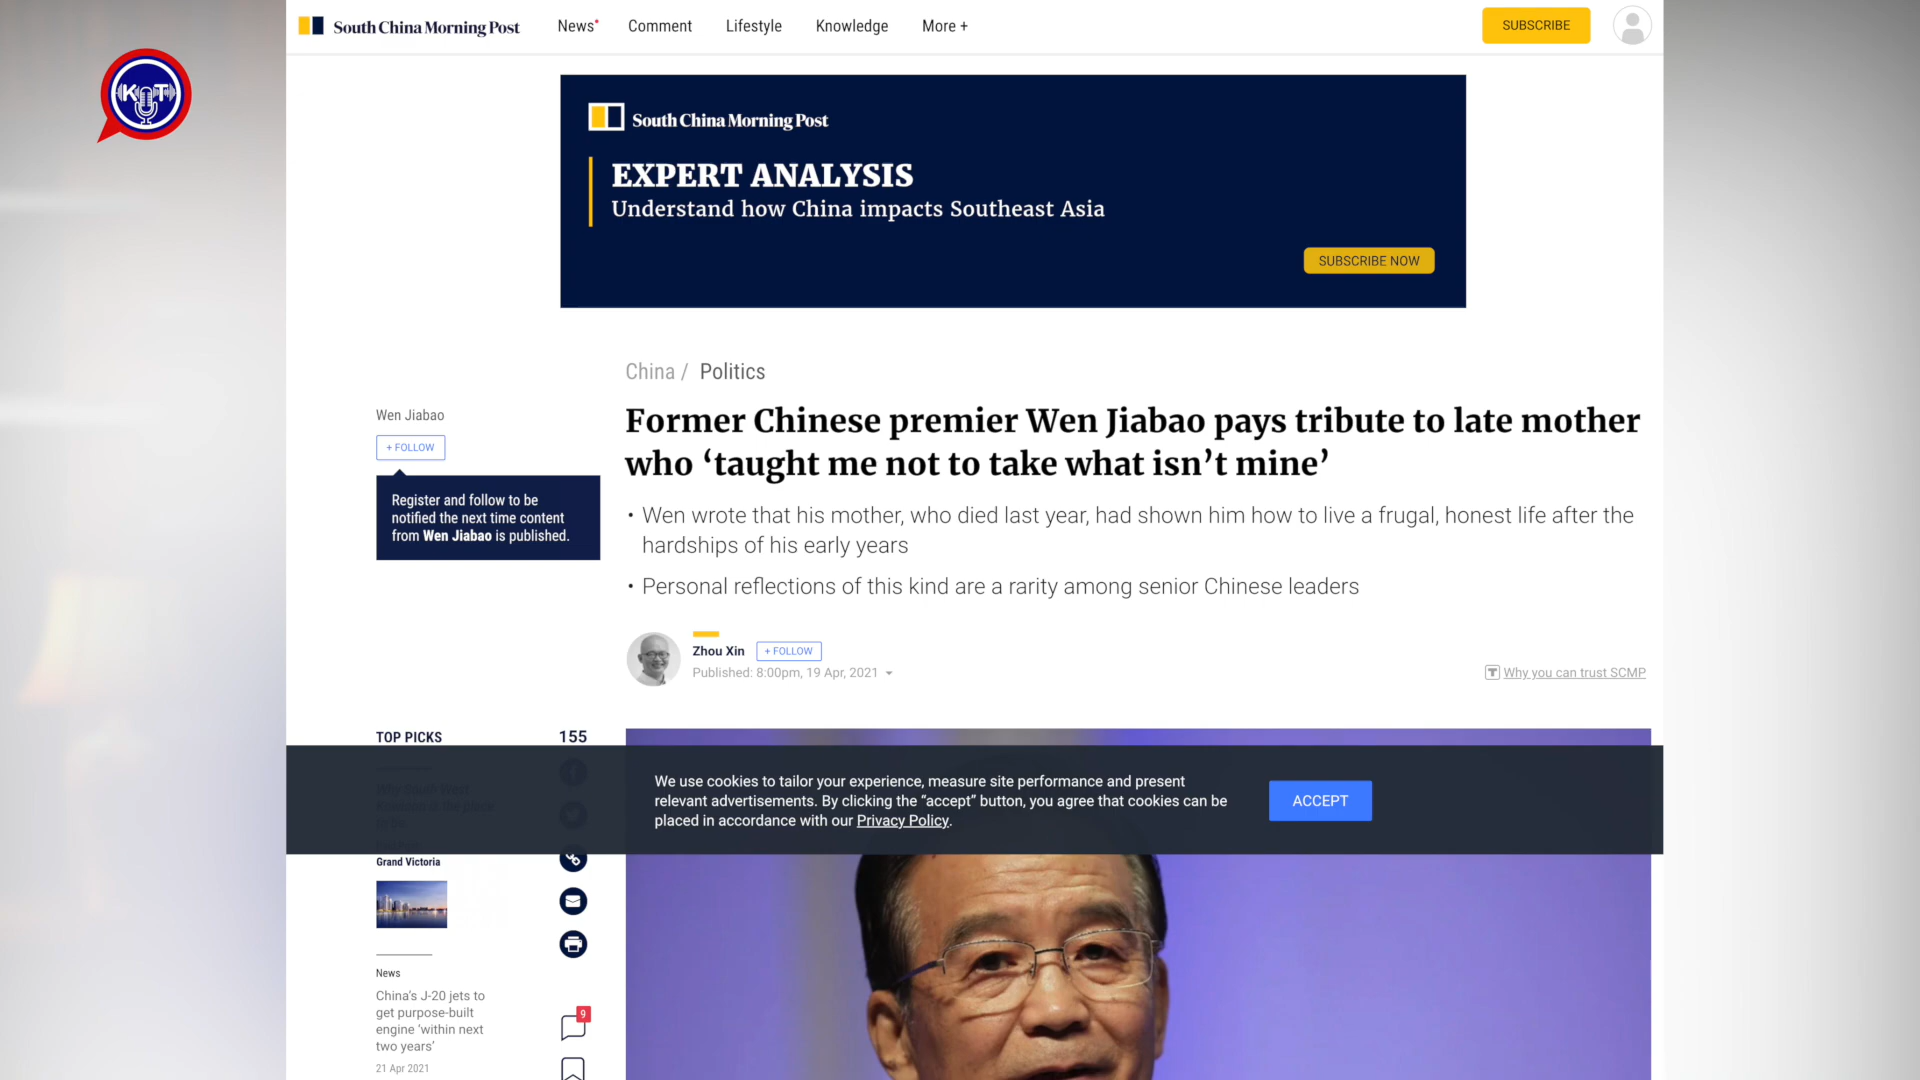 South China Morning Post
News
Comment
Lifestyle
Knowledge
More +
SUBSCRIBE
KT
South China Morning Post
EXPERT ANALYSIS
Understand how China impacts Southeast Asia
SUBSCRIBE NOW
China / Politics
Former Chinese premier Wen Jiabao pays tribute to late mother
who ‘taught me not to take what isn’t mine’
• Wen wrote that his mother, who died last year, had shown him how to live a frugal, honest life after the
hardships of his early years
• Personal reflections of this kind are a rarity among senior Chinese leaders
Wen Jiabao
+ FOLLOW
Register and follow to be
notified the next time content
from Wen Jiabao is published.
Zhou Xin
+ FOLLOW
Published: 8:00pm, 19 Apr, 2021
Why you can trust SCMP
TOP PICKS
155
We use cookies to tailor your experience, measure site performance and present
relevant advertisements. By clicking the “accept” button, you agree that cookies can be
placed in accordance with our Privacy Policy.
ACCEPT
Grand Victoria
News
China’s J-20 jets to
get purpose-built
engine ‘within next
two years’
21 Apr 2021
9